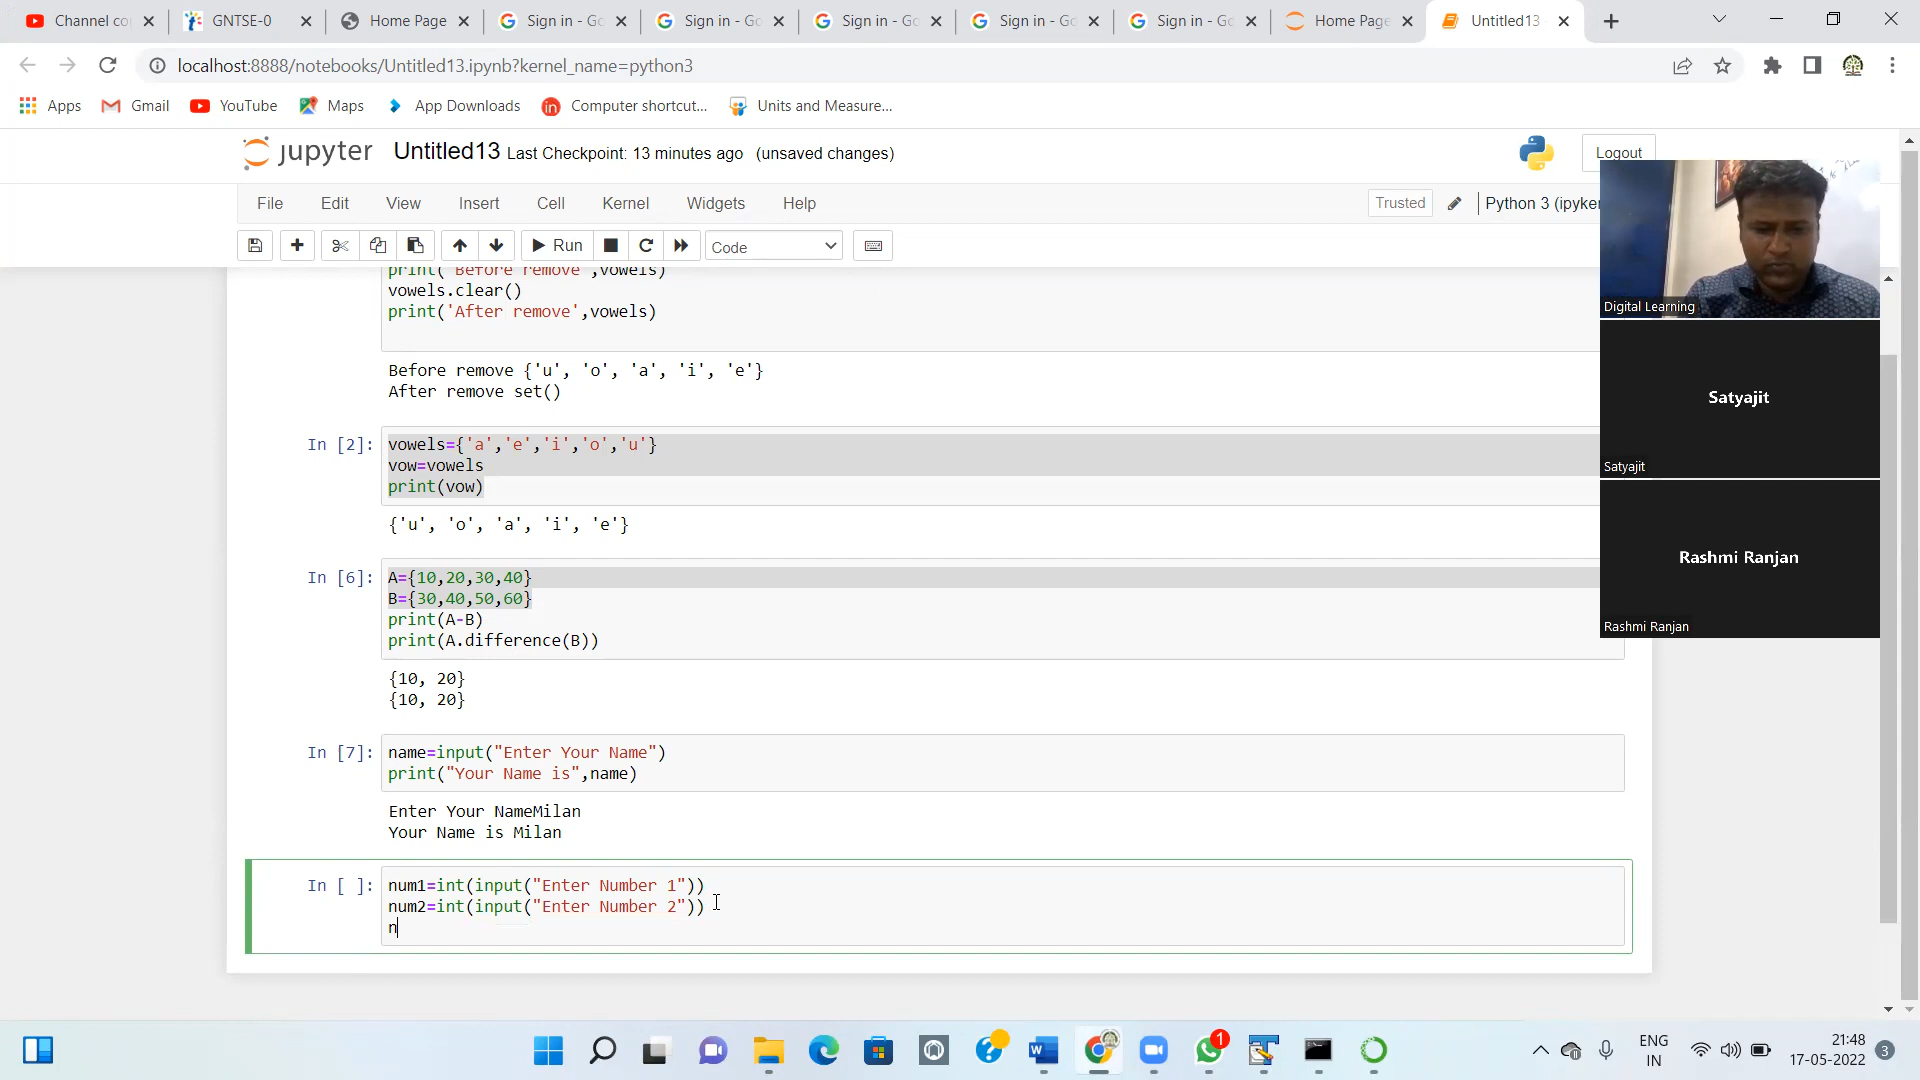 Channel co
GNTSE-0
Home Page
Sign in - Go
Sign in - Go
Sign in - Go
Sign in - Go
Sign in - Go
Home Page
Untitled13
localhost:8888/notebooks/Untitled13.ipynb?kernel_name=python3
Apps Gmail YouTube Maps App Downloads Computer shortcut... Units and Measure...
jupyter Untitled13 Last Checkpoint: 13 minutes ago (unsaved changes)
Logout
File Edit View Insert Cell Kernel Widgets Help
Trusted Python 3 (ipyker
Run Code
print('Before remove',vowels)
vowels.clear()
print('After remove',vowels)
Before remove {'u', 'o', 'a', 'i', 'e'}
After remove set()
In [2]: vowels={'a','e','i','o','u'}
vow=vowels
print(vow)
{'u', 'o', 'a', 'i', 'e'}
In [6]: A={10,20,30,40}
B={30,40,50,60}
print(A-B)
print(A.difference(B))
{10, 20}
{10, 20}
In [7]: name=input("Enter Your Name")
print("Your Name is",name)
Enter Your NameMilan
Your Name is Milan
In [ ]: num1=int(input("Enter Number 1"))
num2=int(input("Enter Number 2"))
n
Digital Learning
Satyajit
Satyajit
Rashmi Ranjan
Rashmi Ranjan
1
ENG
IN
21:48
17-05-2022
3